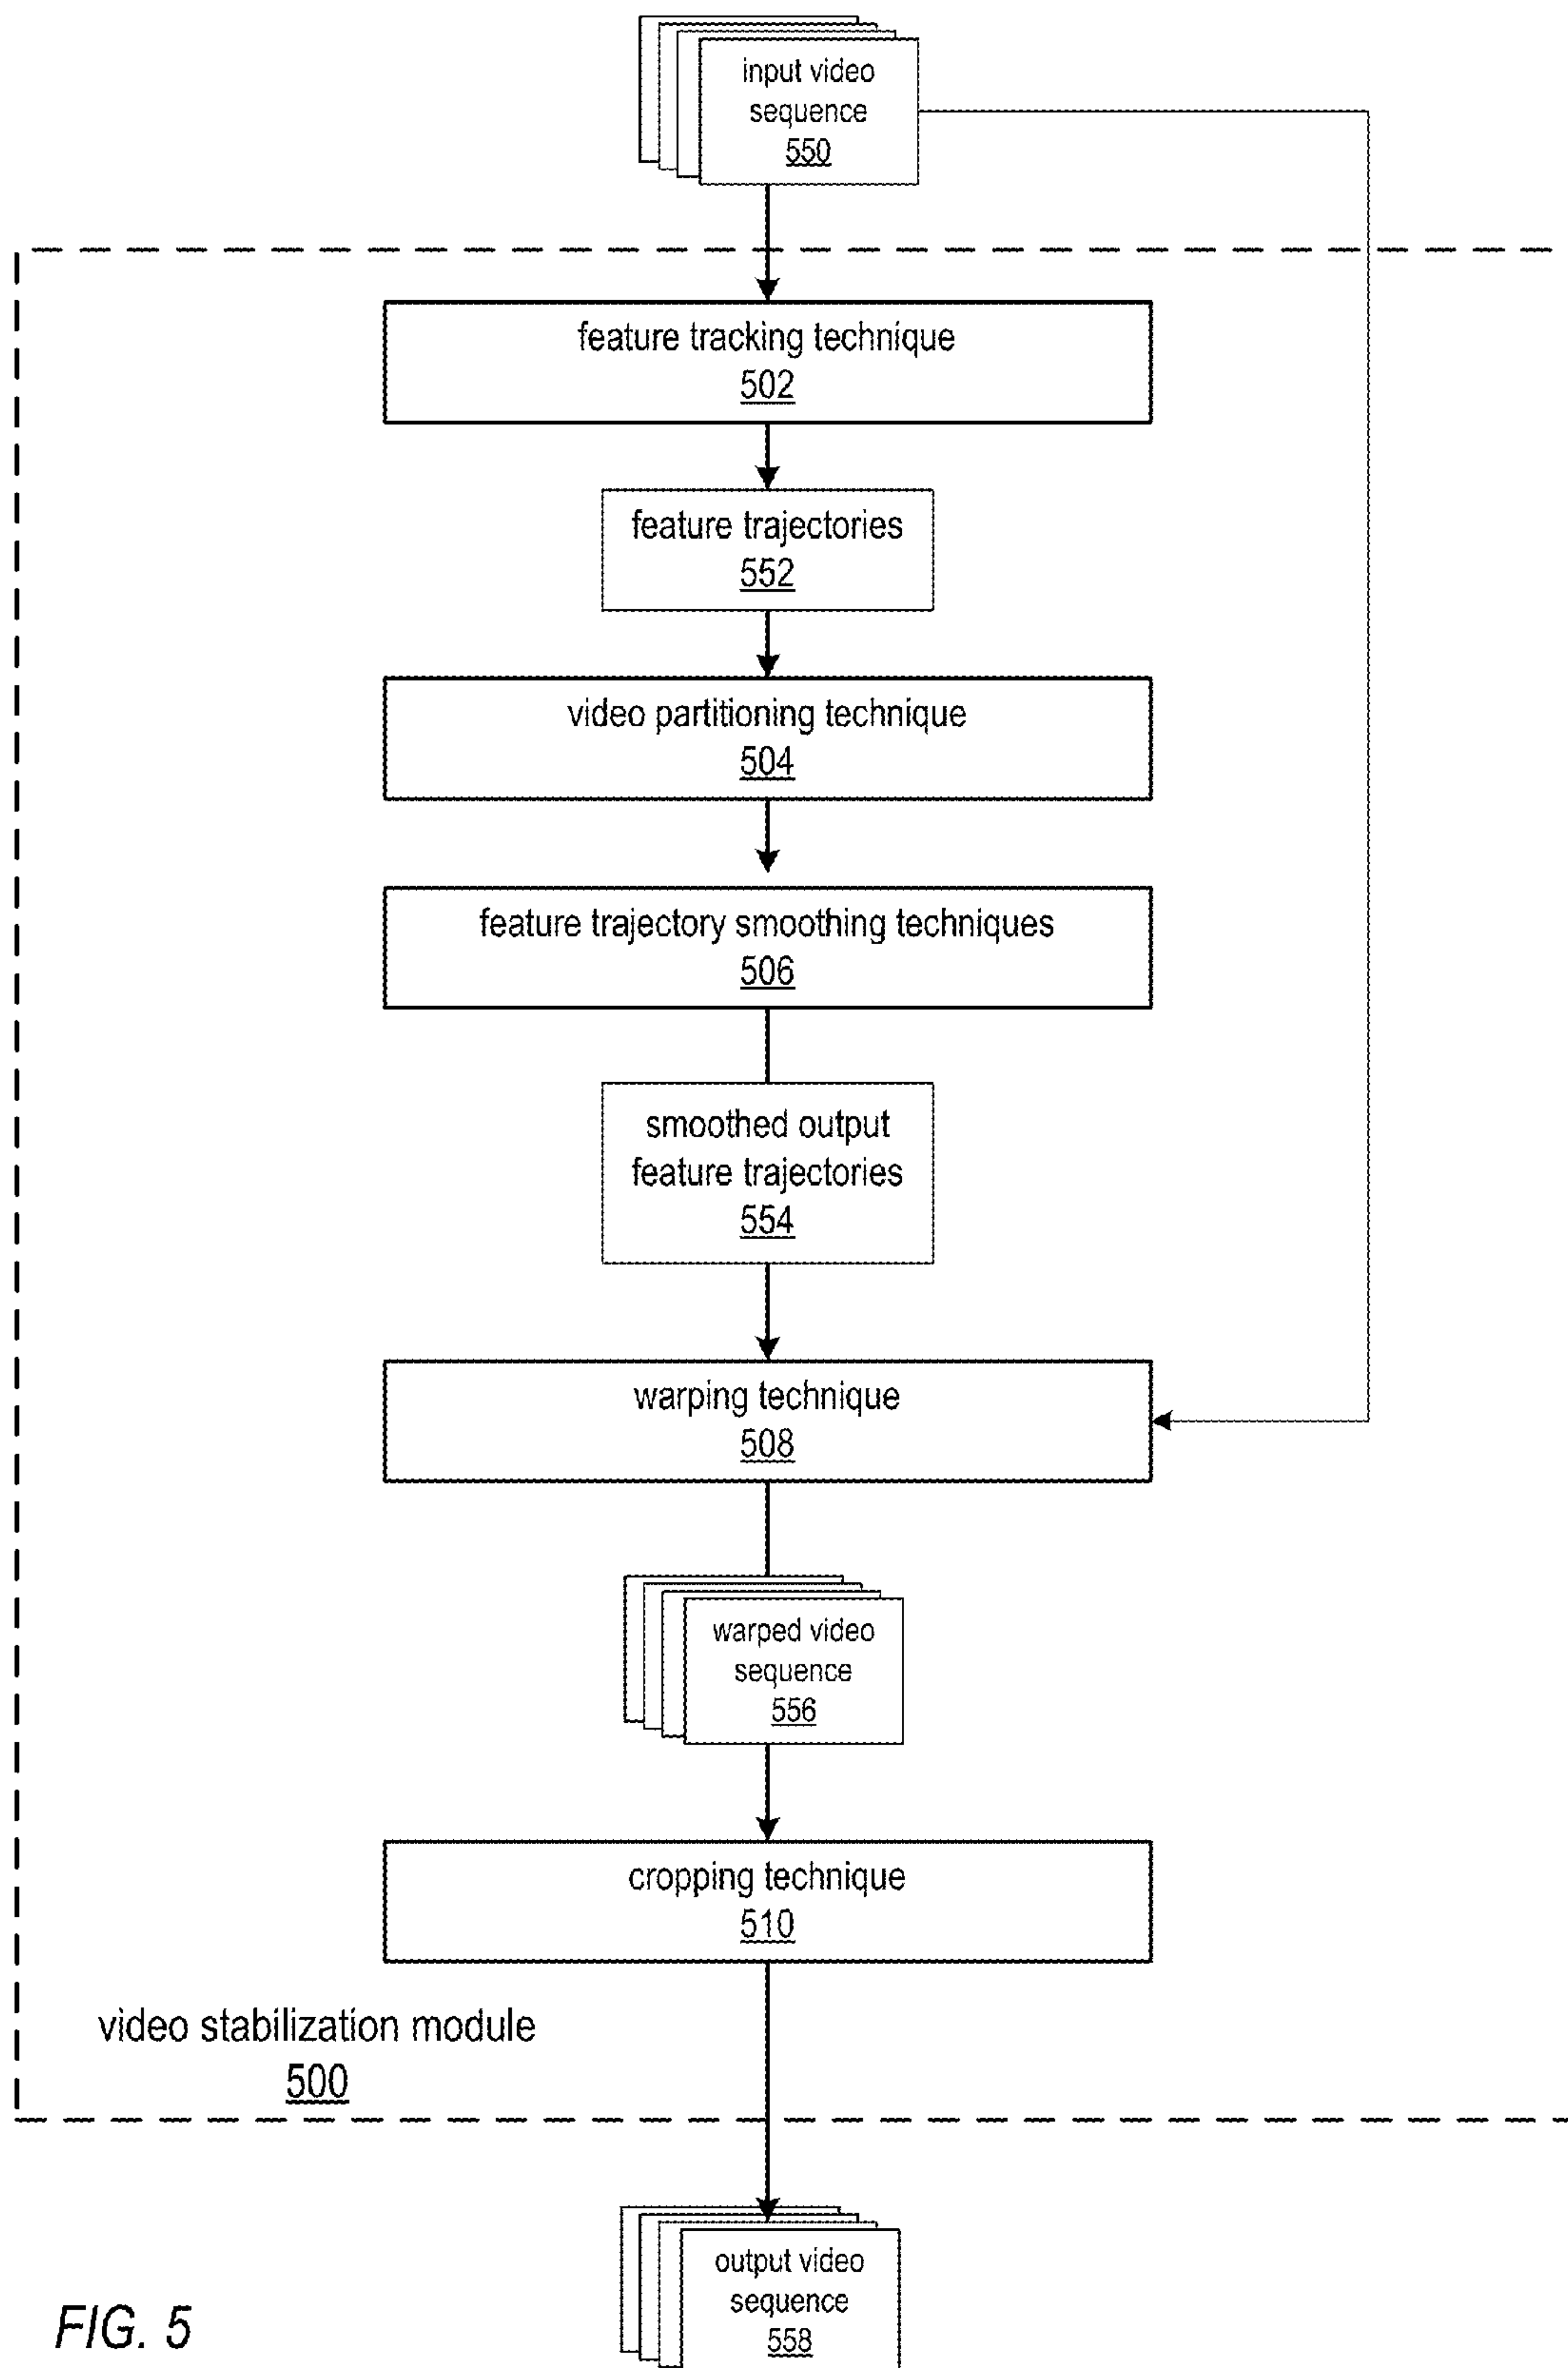 input video
sequence
550
feature tracking technique
502
feature trajectories
552
video partitioning technique
504
feature trajectory smoothing techniques
506
smoothed output
feature trajectories
554
warping technique
508
warped video
sequence
556
cropping technique
510
video stabilization module
500
output video
sequence
558
FIG. 5